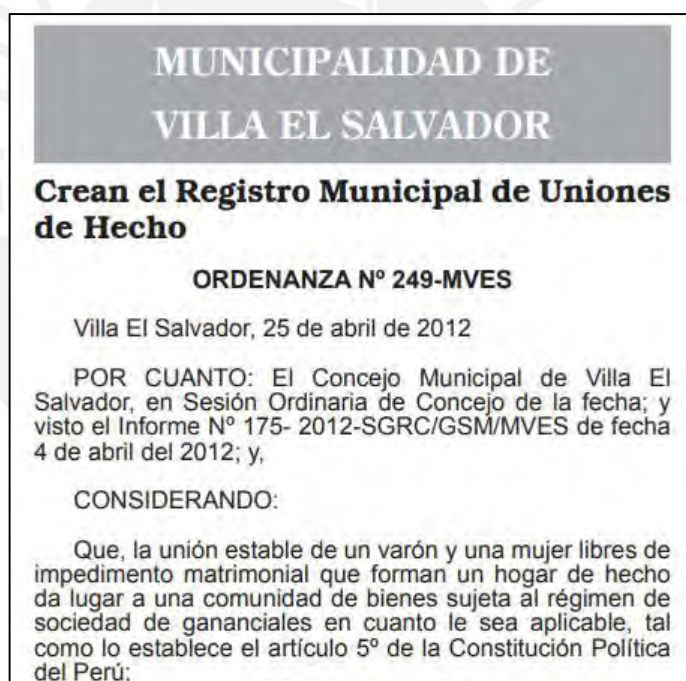 MUNICIPALIDAD DE
VILLA EL SALVADOR
Crean el Registro Municipal de Uniones
de Hecho
ORDENANZA Nº 249-MVES
Villa El Salvador, 25 de abril de 2012
POR CUANTO: El Concejo Municipal de Villa El
Salvador, en Sesión Ordinaria de Concejo de la fecha; y
visto el Informe Nº 175- 2012-SGRC/GSM/MVES de fecha
4 de abril del 2012; y,
CONSIDERANDO:
Que, la unión estable de un varón y una mujer libres de
impedimento matrimonial que forman un hogar de hecho
da lugar a una comunidad de bienes sujeta al régimen de
sociedad de gananciales en cuanto le sea aplicable, tal
como lo establece el artículo 5º de la Constitución Política
del Perú;